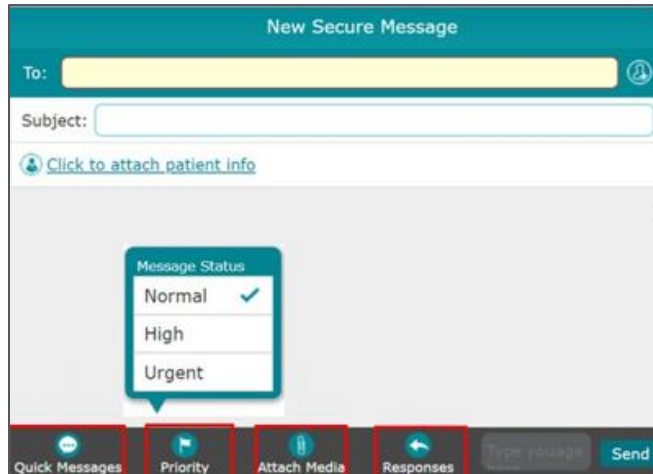 New Secure Message
To:
Subject:
Click to attach patient info
Message Status
Normal
High
Urgent
Quick Messages
Priority
Attach Media
Responses
Send